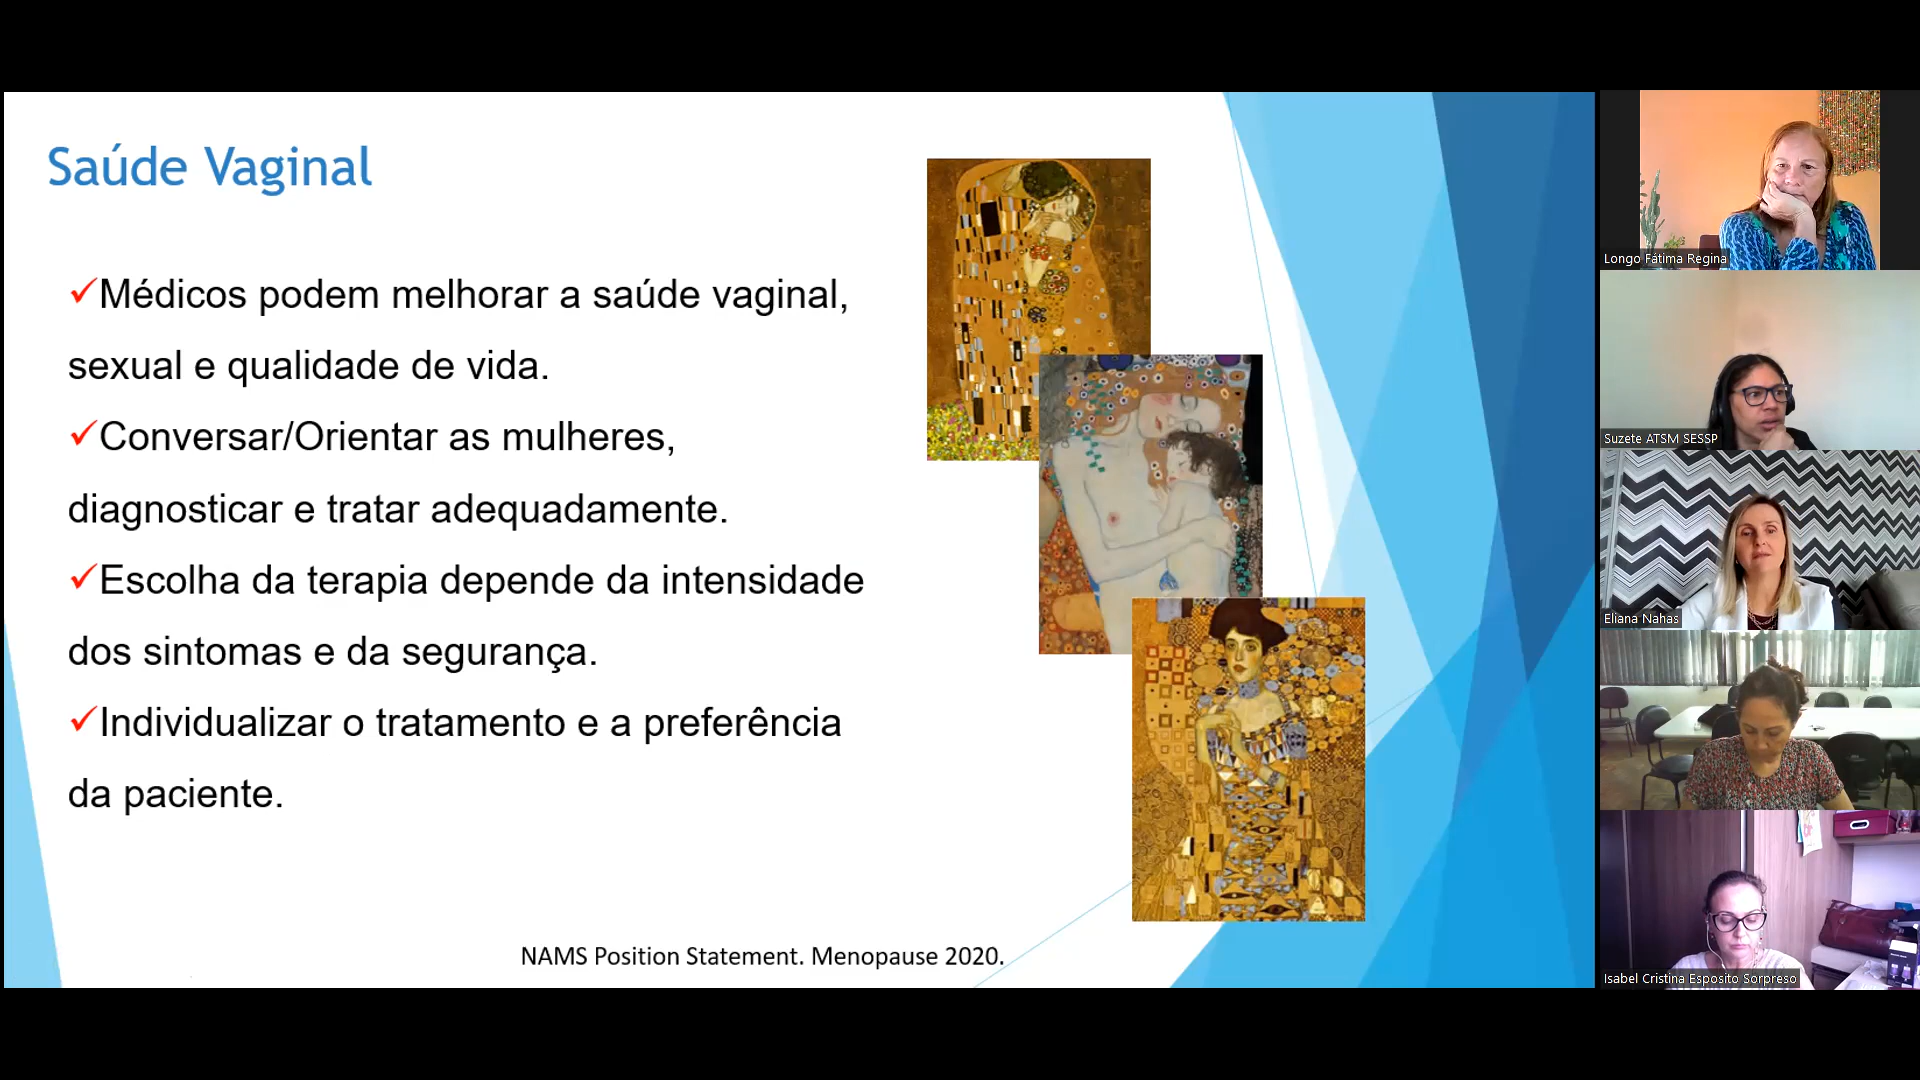 Saúde Vaginal
✓Médicos podem melhorar a saúde vaginal,
sexual e qualidade de vida.
✓Conversar/Orientar as mulheres,
diagnosticar e tratar adequadamente.
✓Escolha da terapia depende da intensidade
dos sintomas e da segurança.
✓Individualizar o tratamento e a preferência
da paciente.
NAMS Position Statement. Menopause 2020.
Longo Fátima Regina
Suzete ATSM SESSP
Eliana Nahas
Isabel Cristina Esposito Sorpreso